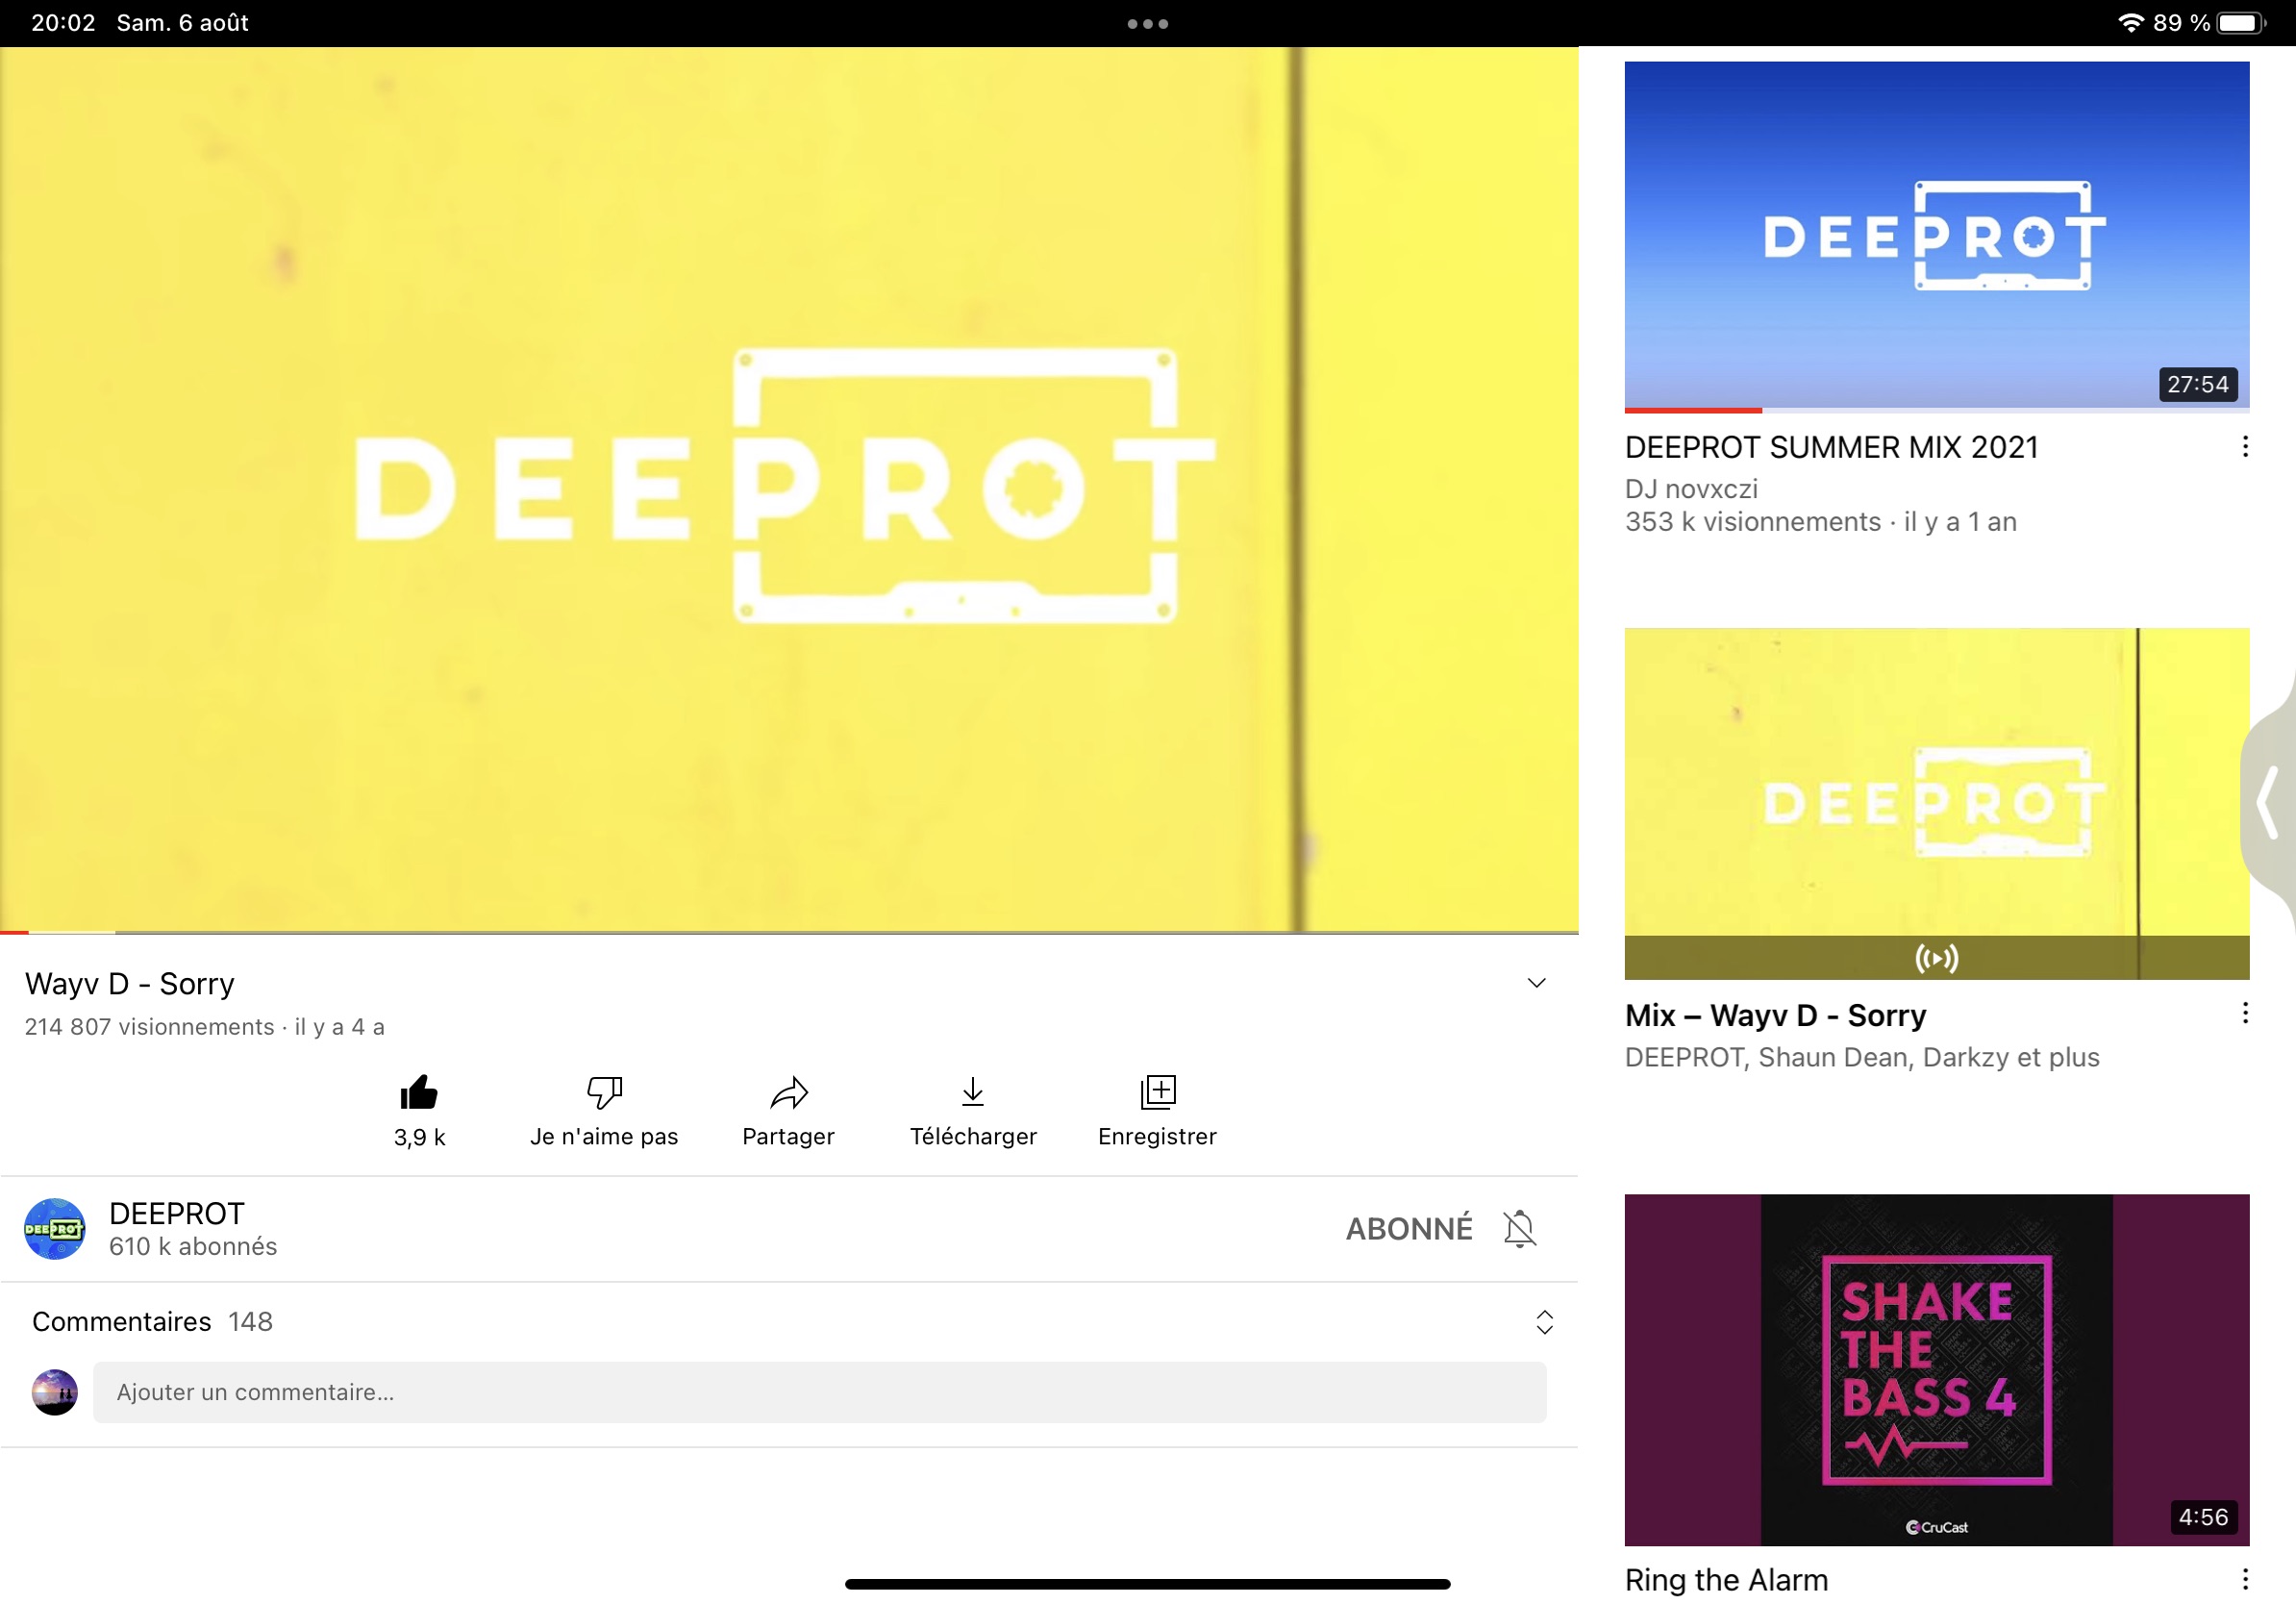 20:02 Sam. 6 août
89 %
DEEPROT
Wayv D - Sorry
214 807 visionnements · il y a 4 a
3,9 k
Je n'aime pas
Partager
Télécharger
Enregistrer
DEEPROT
DEEPROT
610 k abonnés
ABONNÉ
Commentaires 148
Ajouter un commentaire...
DEEPROT
27:54
DEEPROT SUMMER MIX 2021
DJ novxczi
353 k visionnements · il y a 1 an
DEEPROT
Mix – Wayv D - Sorry
DEEPROT, Shaun Dean, Darkzy et plus
SHAKE
THE
BASS 4
CruCast
4:56
Ring the Alarm